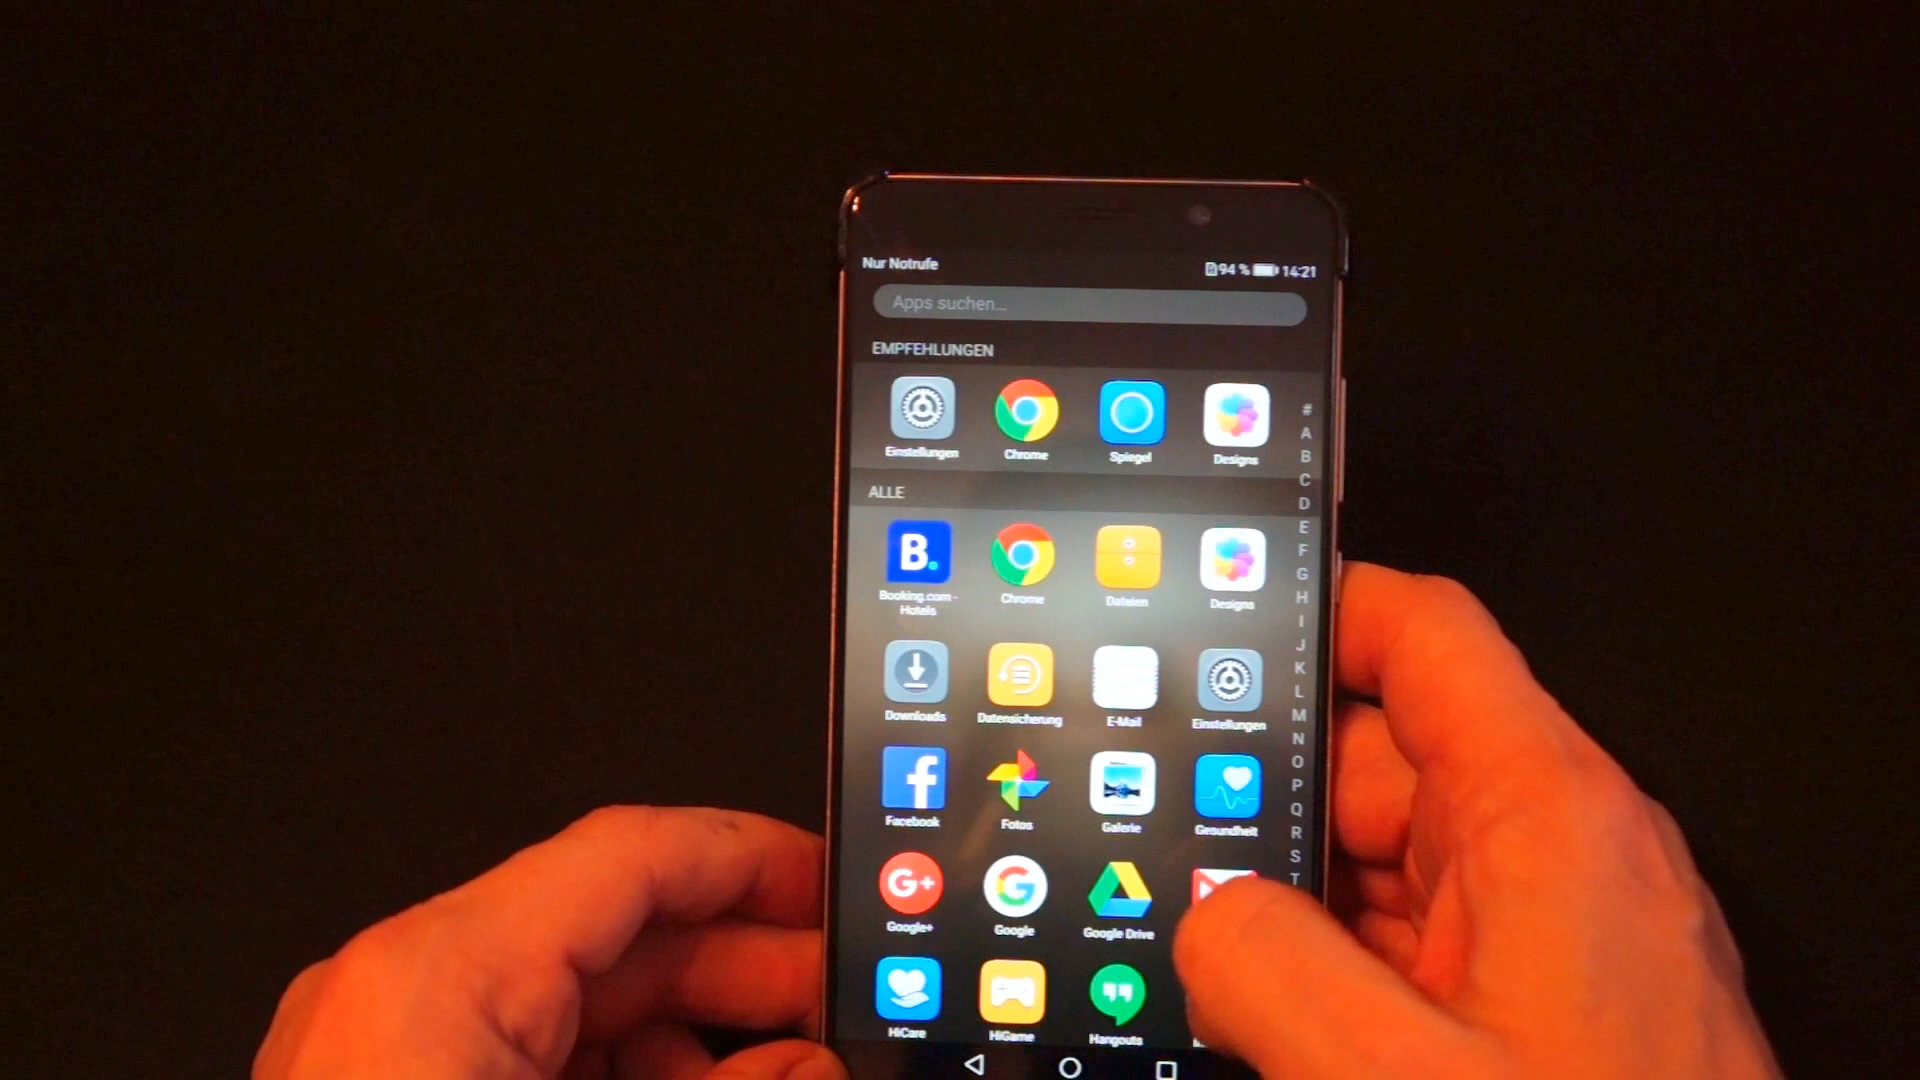 Nur Notrufe
94 % 14:21
Apps suchen...
EMPFEHLUNGEN
Einstellungen Chrome Spiegel Designs
ALLE
B.
Booking.com - Hotels
Chrome Dateien Designs
Downloads Datensicherung E-Mail Einstellungen
f
Facebook Fotos Galerie Gesundheit
G+ G
Google+ Google Google Drive
HiCare HiGame Hangouts
#
A
B
C
D
E
F
G
H
I
J
K
L
M
N
O
P
Q
R
S
T